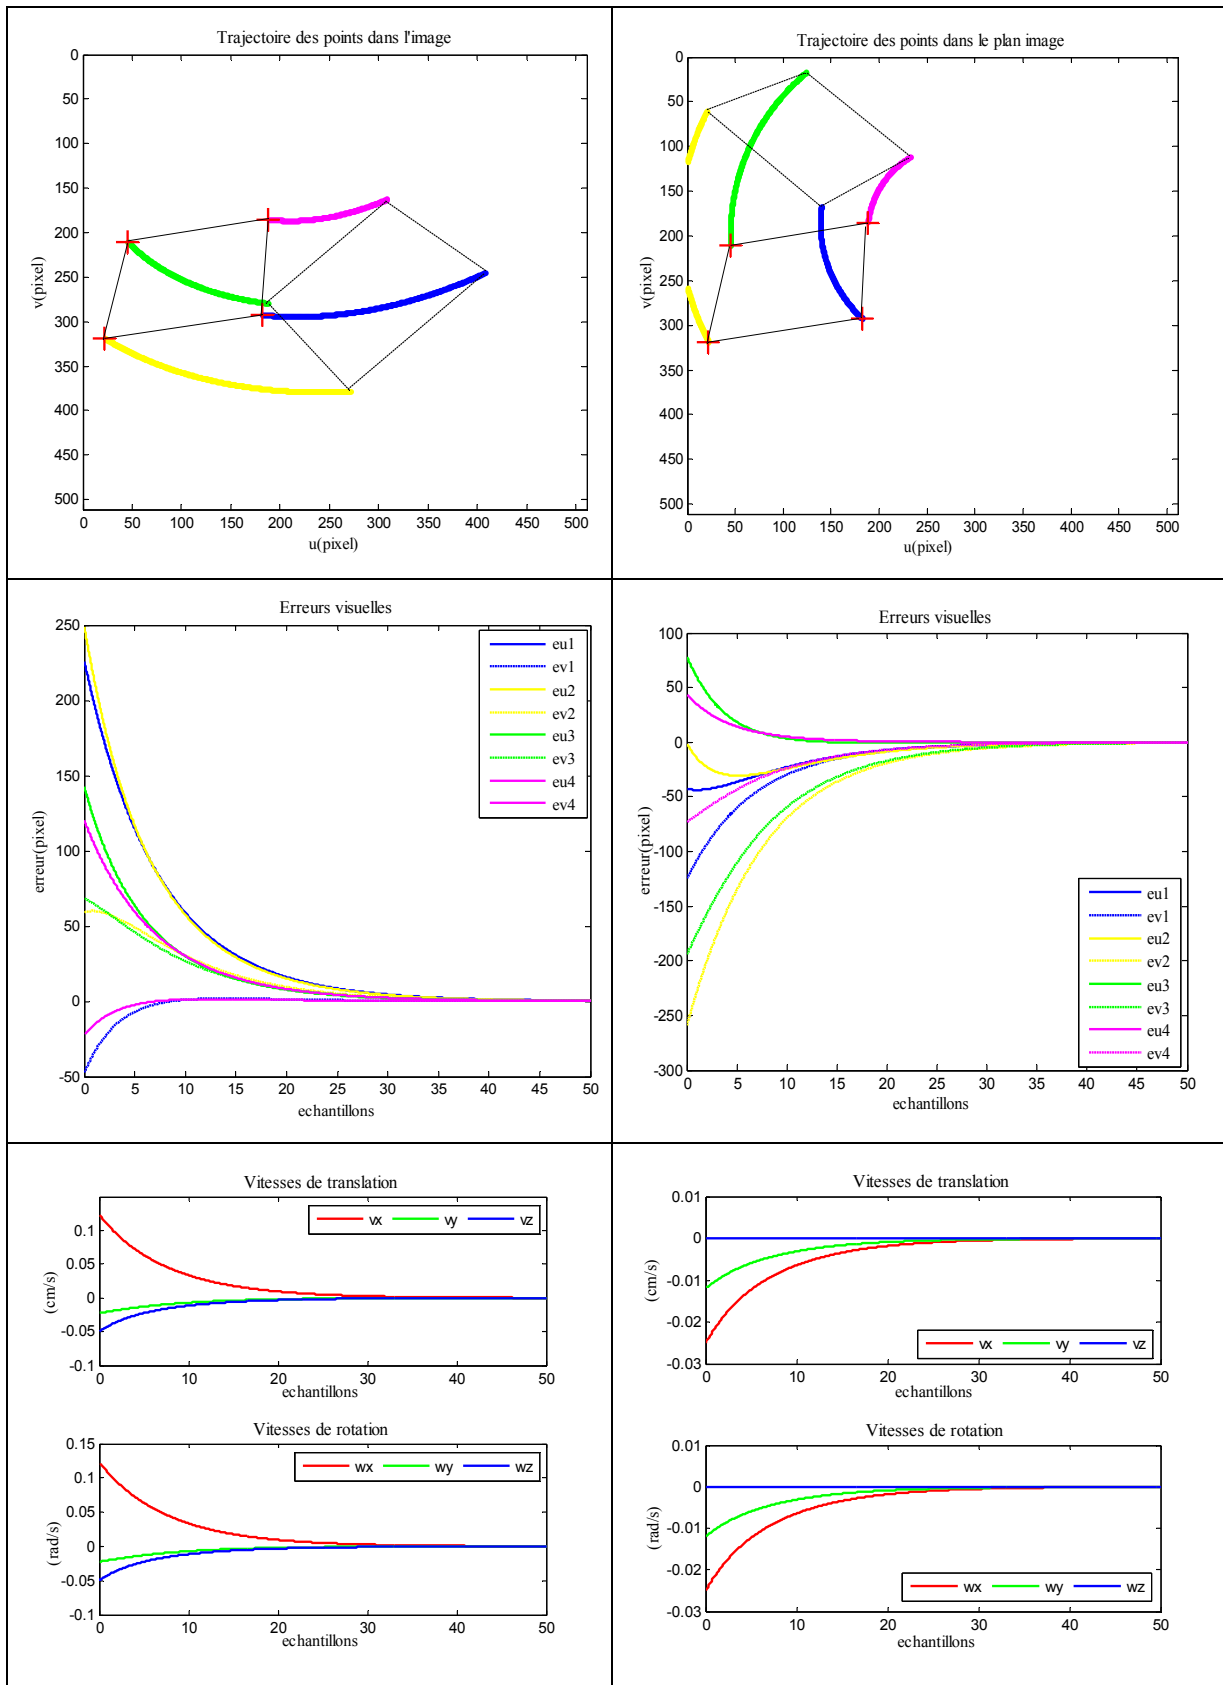 Trajectoire des points dans l'image
0
50
100
150
200
250
300
350
400
450
500
v(pixel)
0 50 100 150 200 250 300 350 400 450 500
u(pixel)
Trajectoire des points dans le plan image
0
50
100
150
200
250
300
350
400
450
500
v(pixel)
0 50 100 150 200 250 300 350 400 450 500
u(pixel)
Erreurs visuelles
250
200
150
100
50
0
-50
erreur(pixel)
eu1
ev1
eu2
ev2
eu3
ev3
eu4
ev4
0 5 10 15 20 25 30 35 40 45 50
echantillons
Erreurs visuelles
100
50
0
-50
-100
-150
-200
-250
-300
erreur(pixel)
eu1
ev1
eu2
ev2
eu3
ev3
eu4
ev4
0 5 10 15 20 25 30 35 40 45 50
echantillons
Vitesses de translation
0.1
0.05
0
-0.05
-0.1
(cm/s)
vx vy vz
0 10 20 30 40 50
echantillons
Vitesses de rotation
0.15
0.1
0.05
0
-0.05
-0.1
(rad/s)
wx wy wz
0 10 20 30 40 50
echantillons
Vitesses de translation
0.01
0
-0.01
-0.02
-0.03
(cm/s)
vx vy vz
0 10 20 30 40 50
echantillons
Vitesses de rotation
0.01
0
-0.01
-0.02
-0.03
(rad/s)
wx wy wz
0 10 20 30 40 50
echantillons